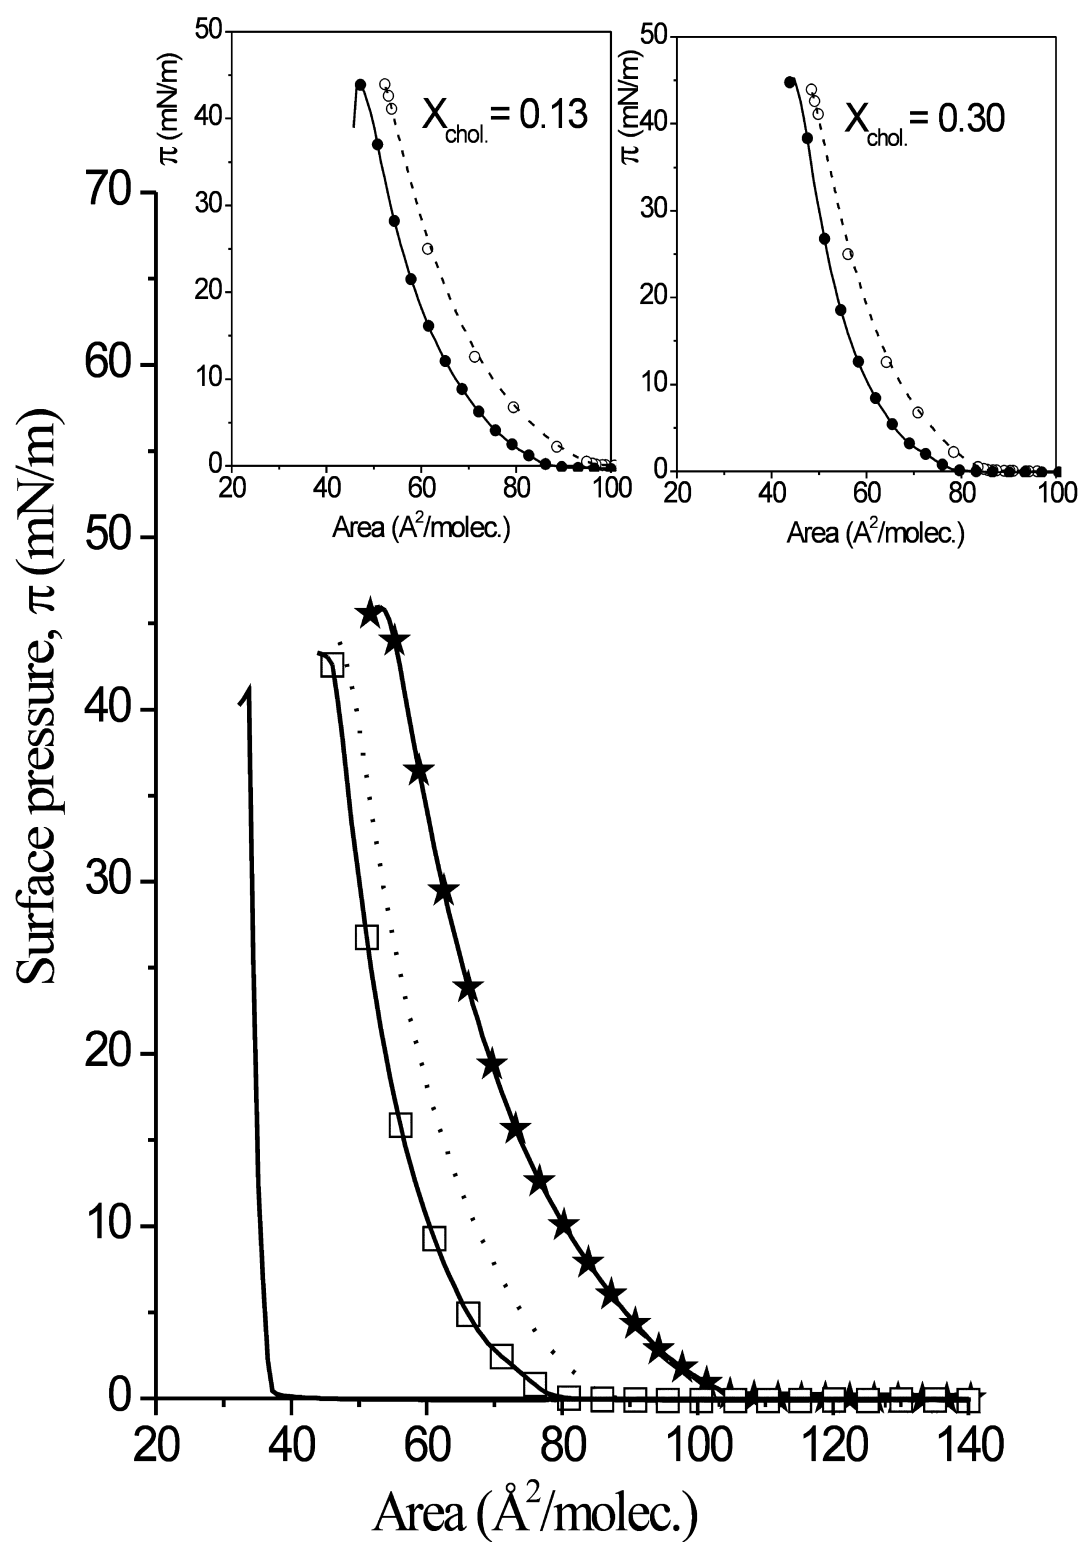 50
40
30
20
10
0
20 40 60 80 100
π (mN/m)
Xchol. = 0.13
Area (A²/molec.)
50
40
30
20
10
0
20 40 60 80 100
π (mN/m)
Xchol. = 0.30
Area (A²/molec.)
70
60
50
40
30
20
10
0
Surface pressure, π (mN/m)
20 40 60 80 100 120 140
Area (Å²/molec.)